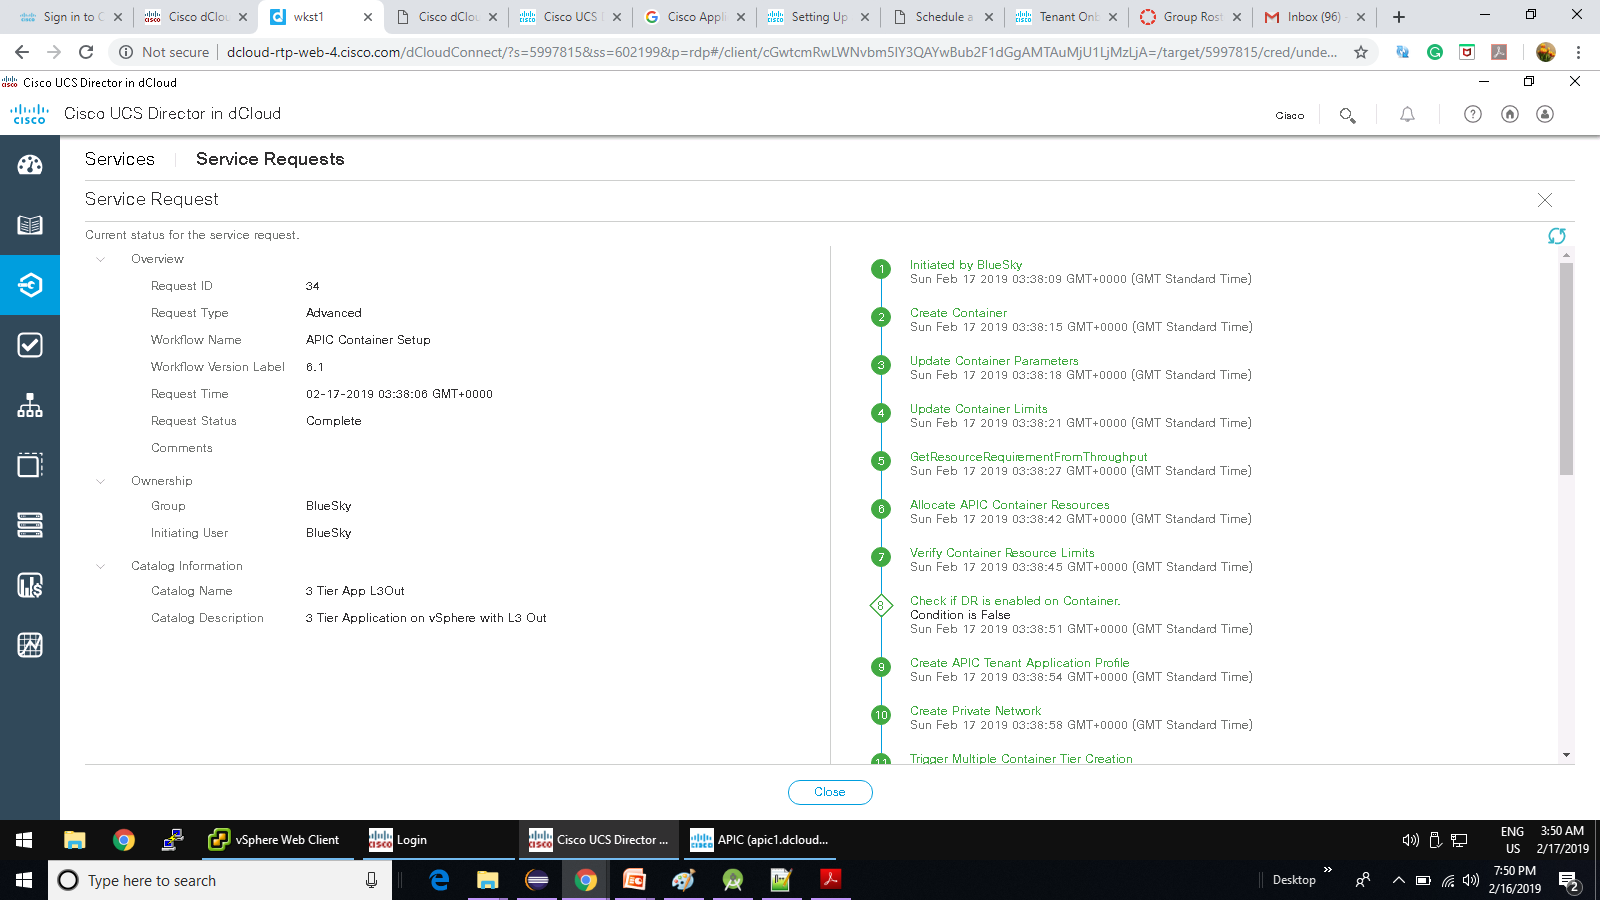 Sign in to C
Cisco dClou
wkst1
Cisco dClou
Cisco UCS I
Cisco Appli
Setting Up
Schedule a
Tenant Onb
Group Rost
Inbox (96) -
Not secure
dcloud-rtp-web-4.cisco.com/dCloudConnect/?s=5997815&ss=602199&p=rdp#/client/cGwtcmRwLWNvbm5lY3QAYwBub2F1dGgAMTAuMjU1LjMzLjA=/target/5997815/cred/unde...
Cisco UCS Director in dCloud
cisco
Cisco UCS Director in dCloud
Cisco
Services
Service Requests
Service Request
Current status for the service request.
Overview
Request ID 34
Request Type Advanced
Workflow Name APIC Container Setup
Workflow Version Label 6.1
Request Time 02-17-2019 03:38:06 GMT+0000
Request Status Complete
Comments
Ownership
Group BlueSky
Initiating User BlueSky
Catalog Information
Catalog Name 3 Tier App L3Out
Catalog Description 3 Tier Application on vSphere with L3 Out
1 Initiated by BlueSky
Sun Feb 17 2019 03:38:09 GMT+0000 (GMT Standard Time)
2 Create Container
Sun Feb 17 2019 03:38:15 GMT+0000 (GMT Standard Time)
3 Update Container Parameters
Sun Feb 17 2019 03:38:18 GMT+0000 (GMT Standard Time)
4 Update Container Limits
Sun Feb 17 2019 03:38:21 GMT+0000 (GMT Standard Time)
5 GetResourceRequirementFromThroughput
Sun Feb 17 2019 03:38:27 GMT+0000 (GMT Standard Time)
6 Allocate APIC Container Resources
Sun Feb 17 2019 03:38:42 GMT+0000 (GMT Standard Time)
7 Verify Container Resource Limits
Sun Feb 17 2019 03:38:45 GMT+0000 (GMT Standard Time)
8 Check if DR is enabled on Container.
Condition is False
Sun Feb 17 2019 03:38:51 GMT+0000 (GMT Standard Time)
9 Create APIC Tenant Application Profile
Sun Feb 17 2019 03:38:54 GMT+0000 (GMT Standard Time)
10 Create Private Network
Sun Feb 17 2019 03:38:58 GMT+0000 (GMT Standard Time)
11 Trigger Multiple Container Tier Creation
Close
vSphere Web Client
Login
Cisco UCS Director ...
APIC (apic1.dcloud...
ENG
US
3:50 AM
2/17/2019
Type here to search
Desktop
7:50 PM
2/16/2019
2